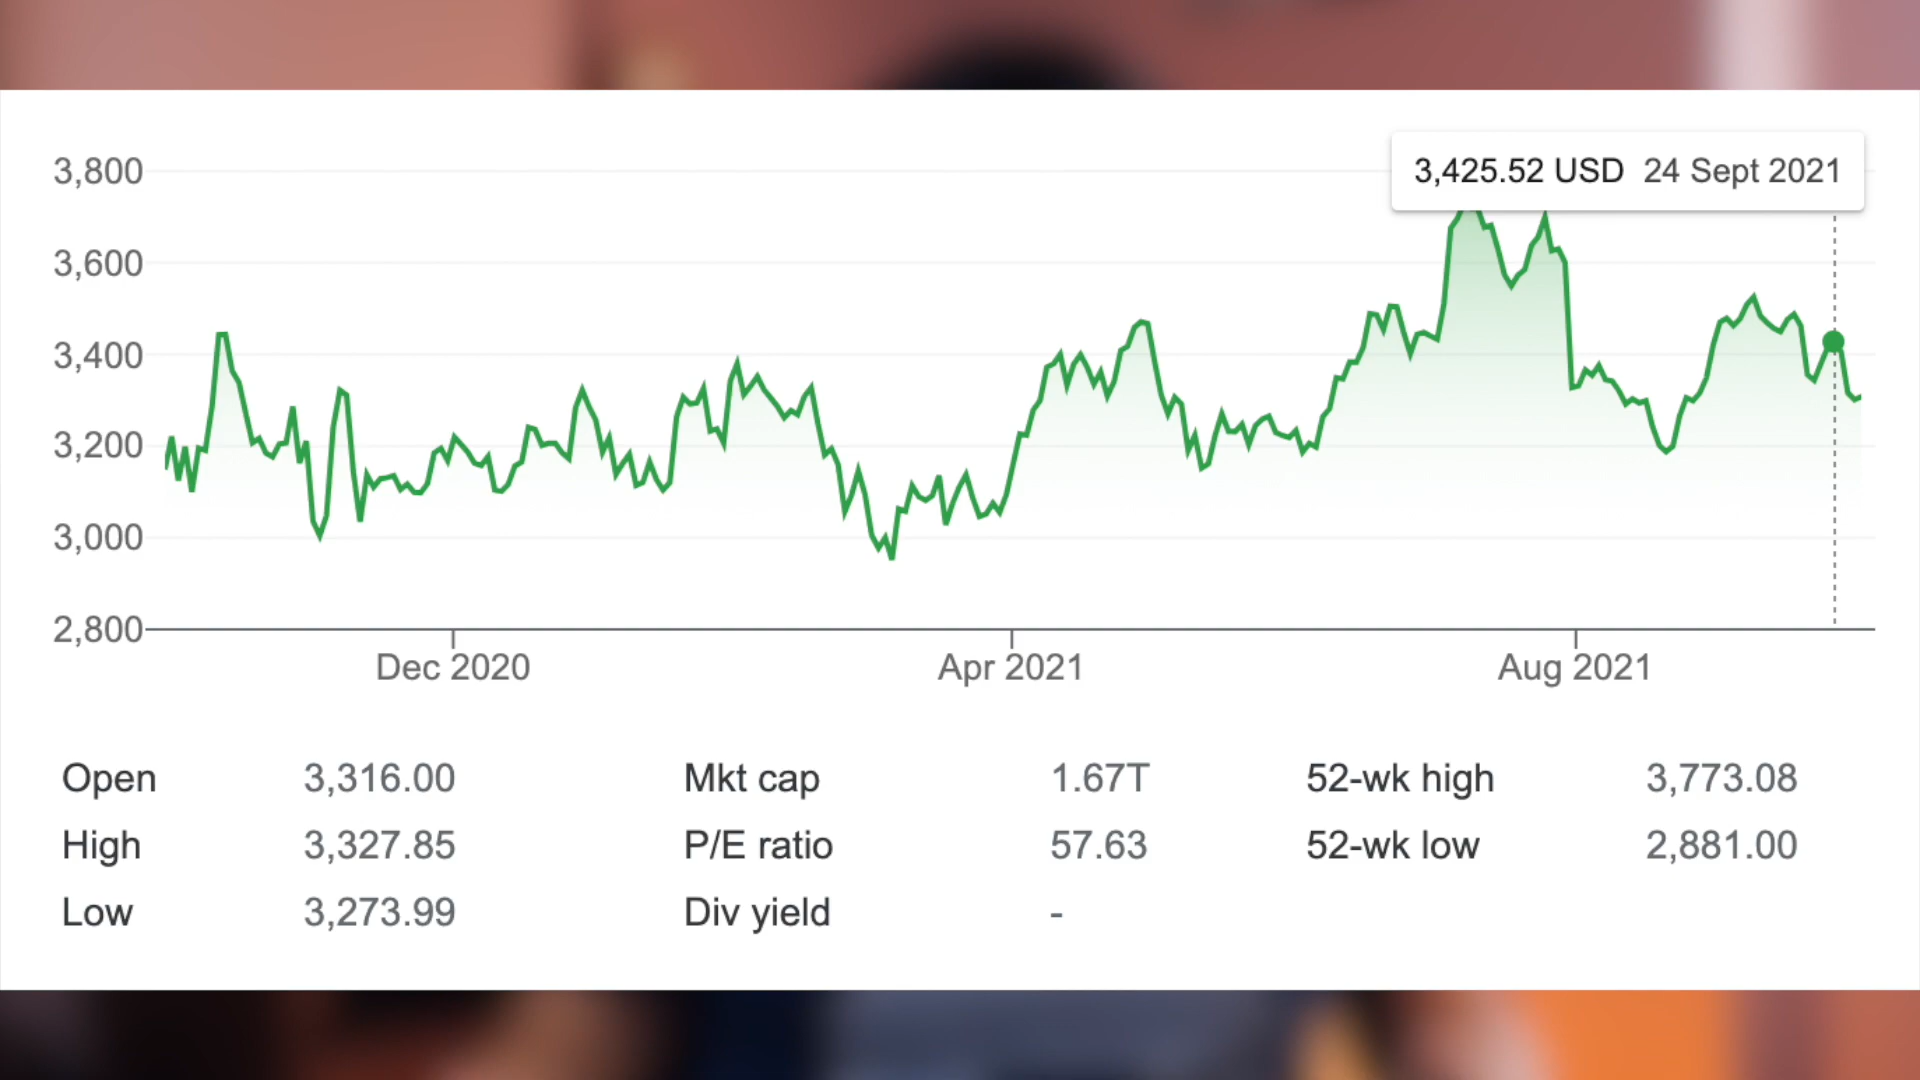 3,425.52 USD 24 Sept 2021
3,800
3,600
3,400
3,200
3,000
2,800
Dec 2020 Apr 2021 Aug 2021
Open 3,316.00 Mkt cap 1.67T 52-wk high 3,773.08
High 3,327.85 P/E ratio 57.63 52-wk low 2,881.00
Low 3,273.99 Div yield -